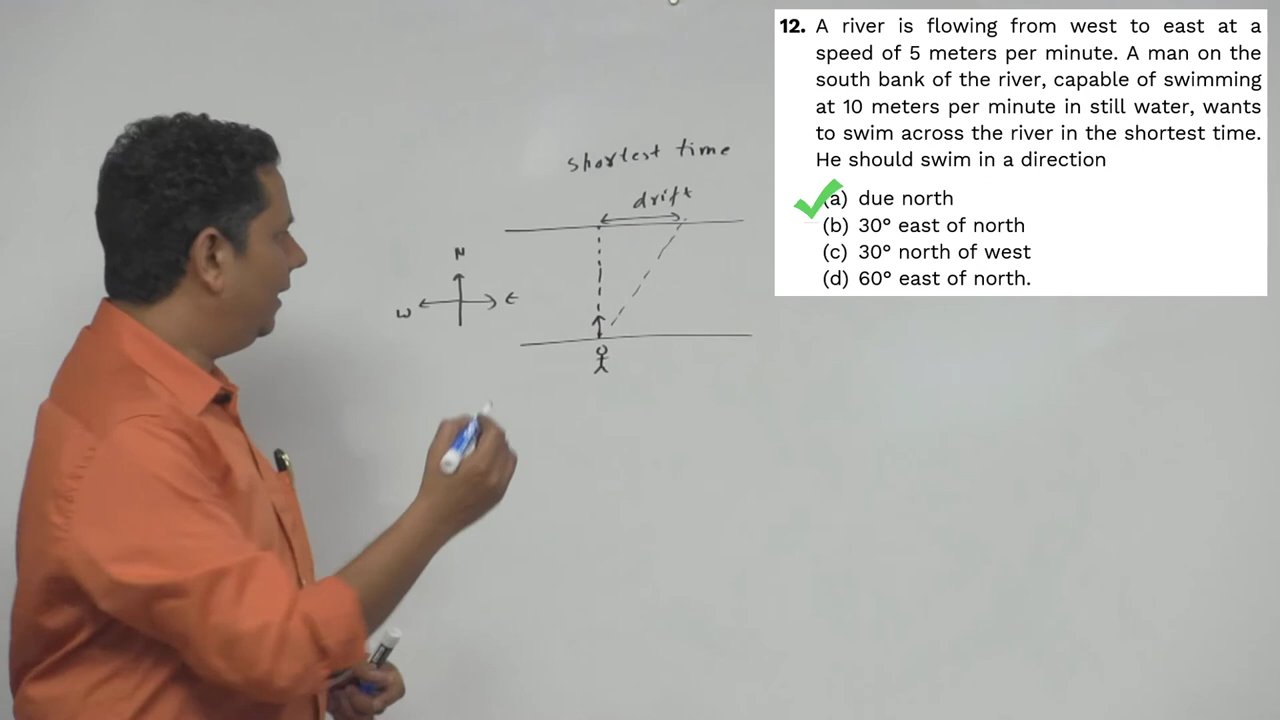 12. A river is flowing from west to east at a
speed of 5 meters per minute. A man on the
south bank of the river, capable of swimming
at 10 meters per minute in still water, wants
to swim across the river in the shortest time.
He should swim in a direction
(a) due north
(b) 30° east of north
(c) 30° north of west
(d) 60° east of north.
shortest time
drift
N
W
E